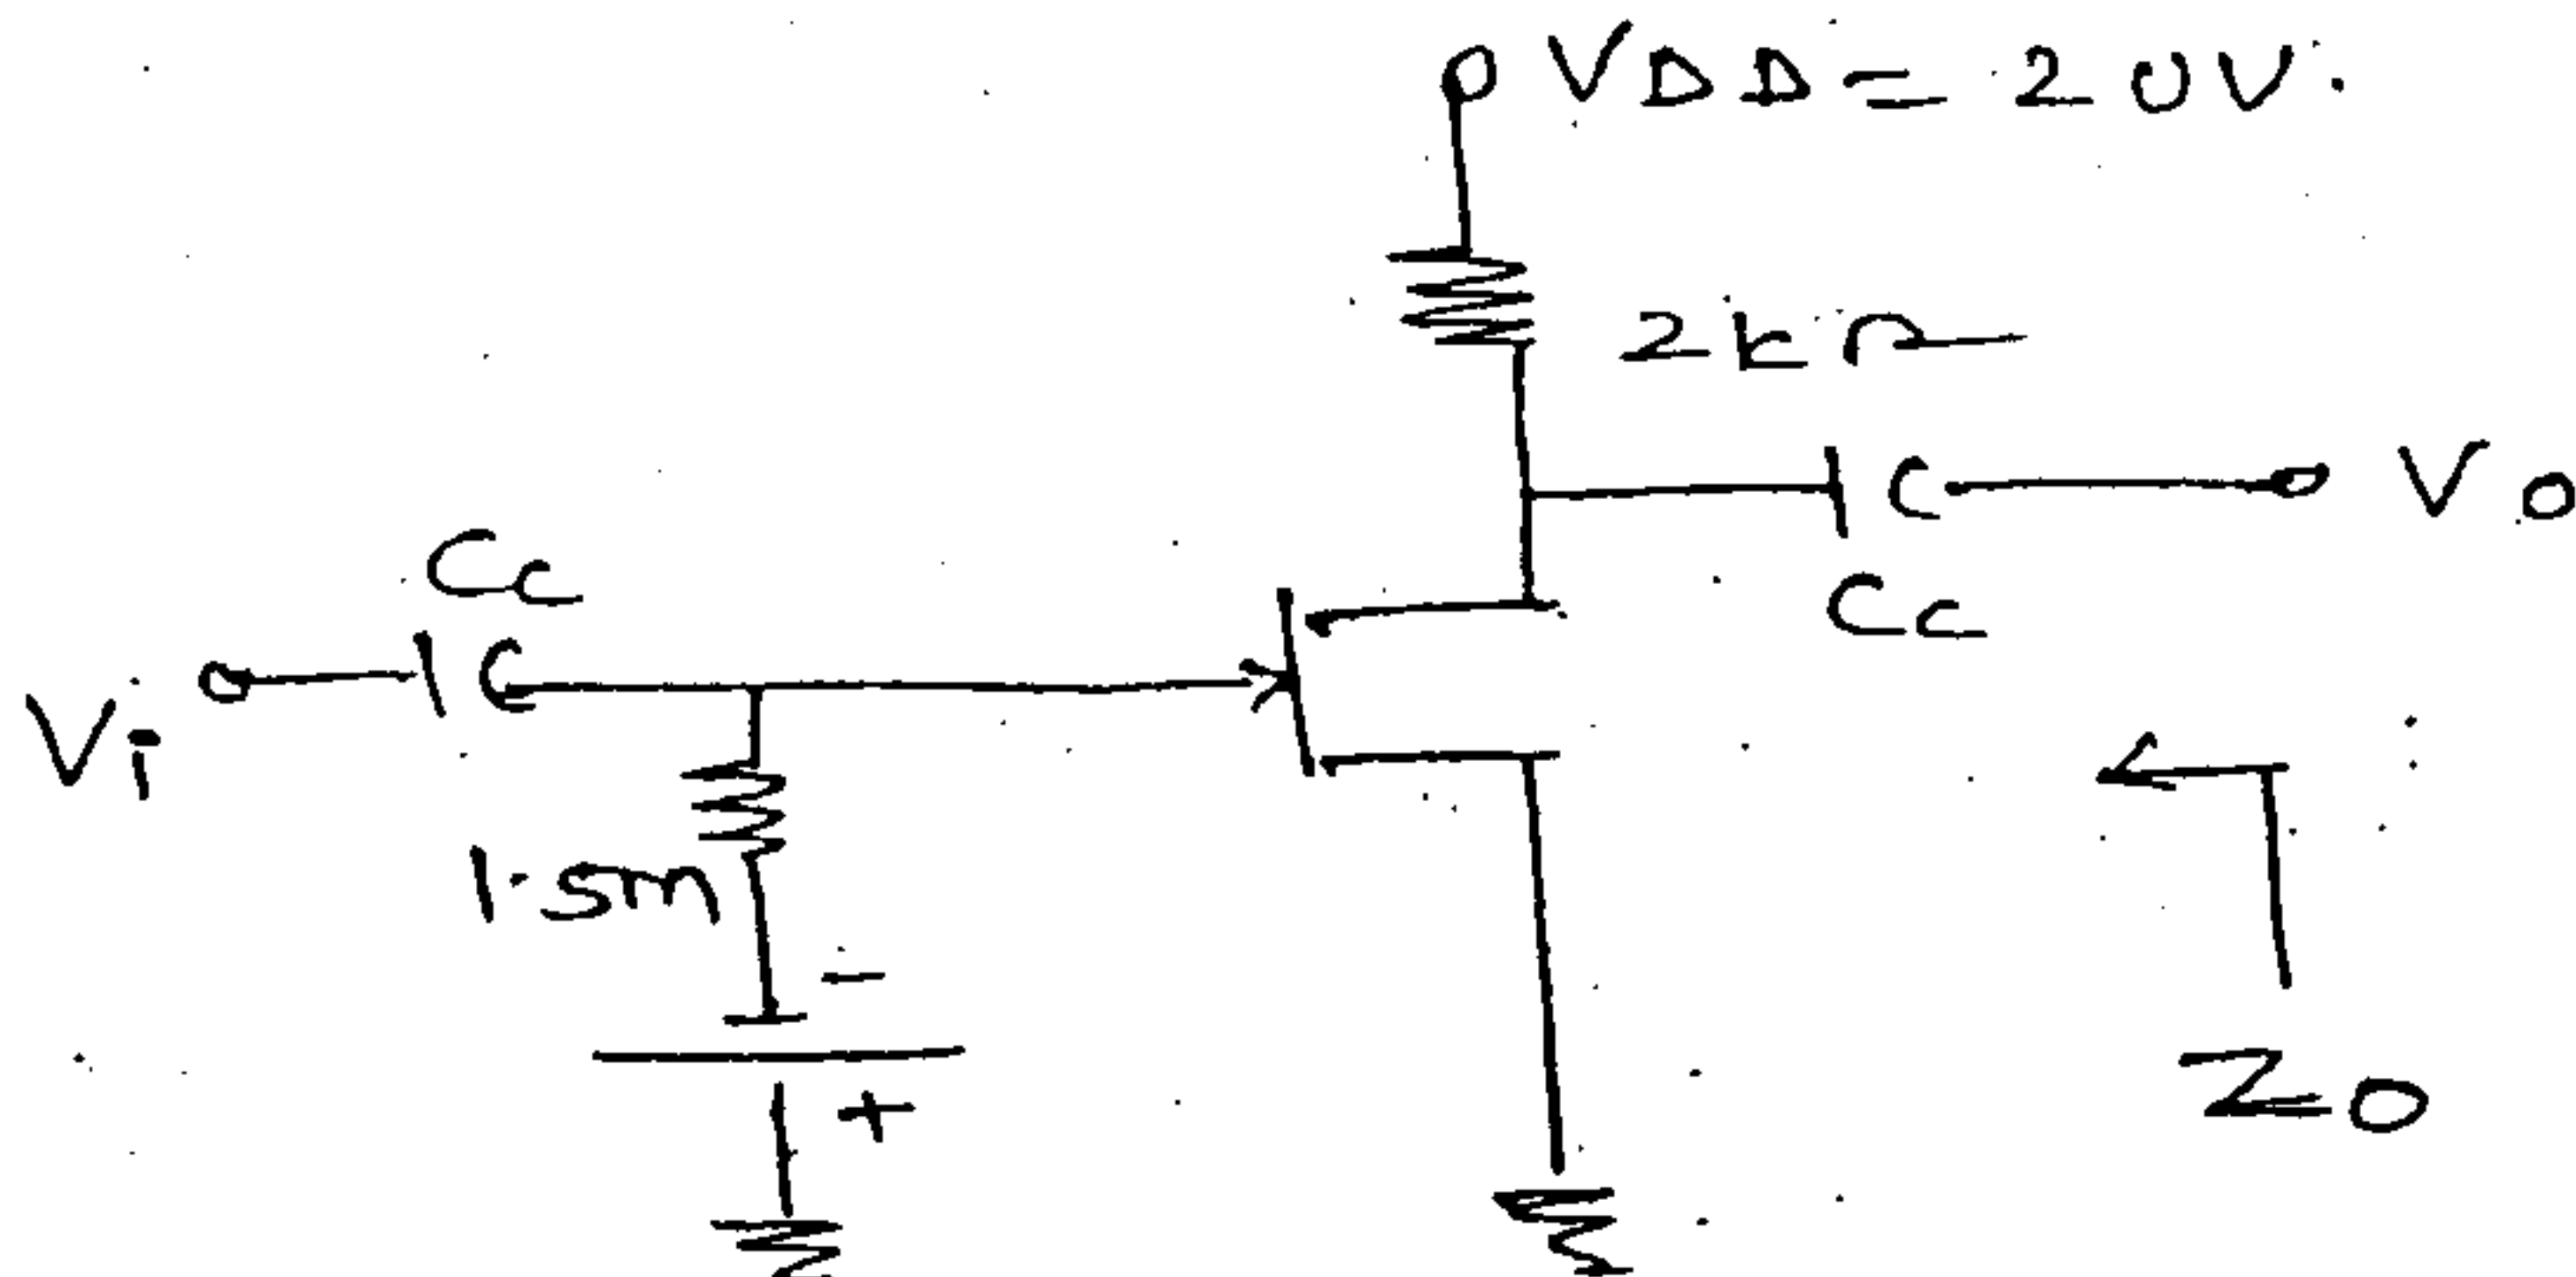 VDD = 20V.
2kΩ
Vo
Cc
Cc
Vi
1.5m
-
+
Zo